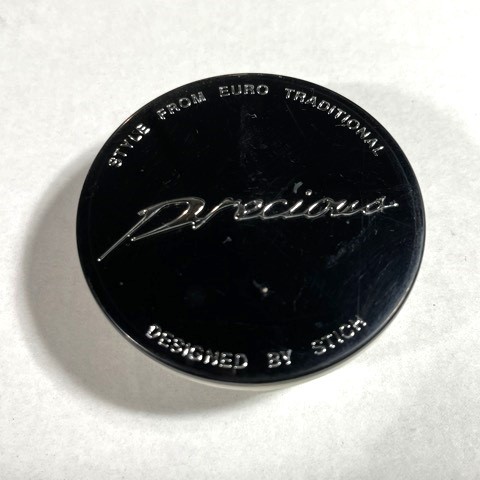 STYLE FROM EURO TRADITIONAL
Precious
DESIGNED BY STICH